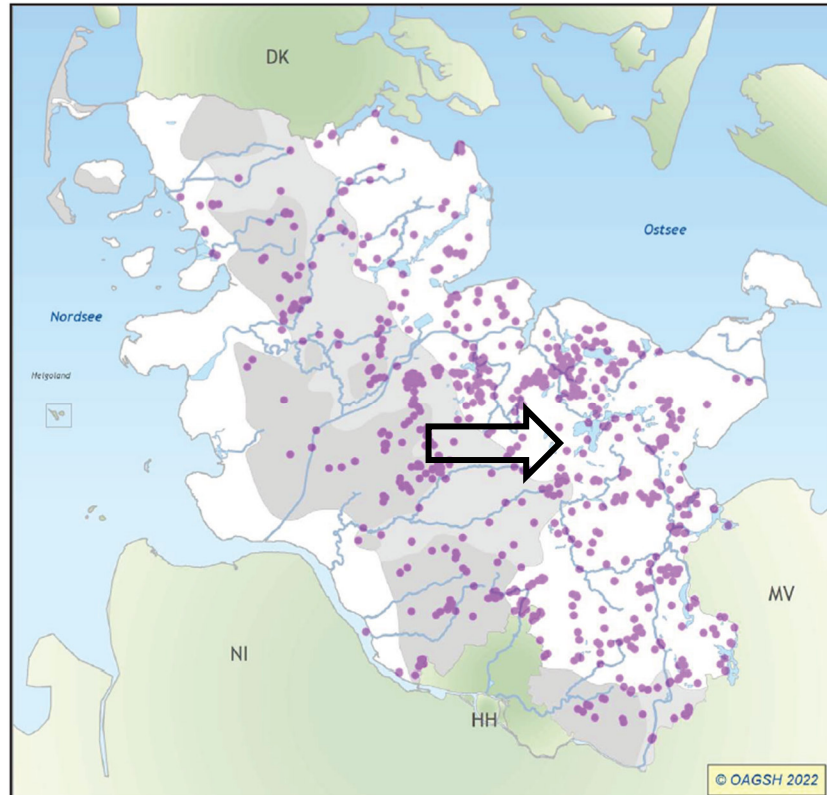 DK
Ostsee
Nordsee
Helgoland
MV
NI
HH
© OAGSH 2022